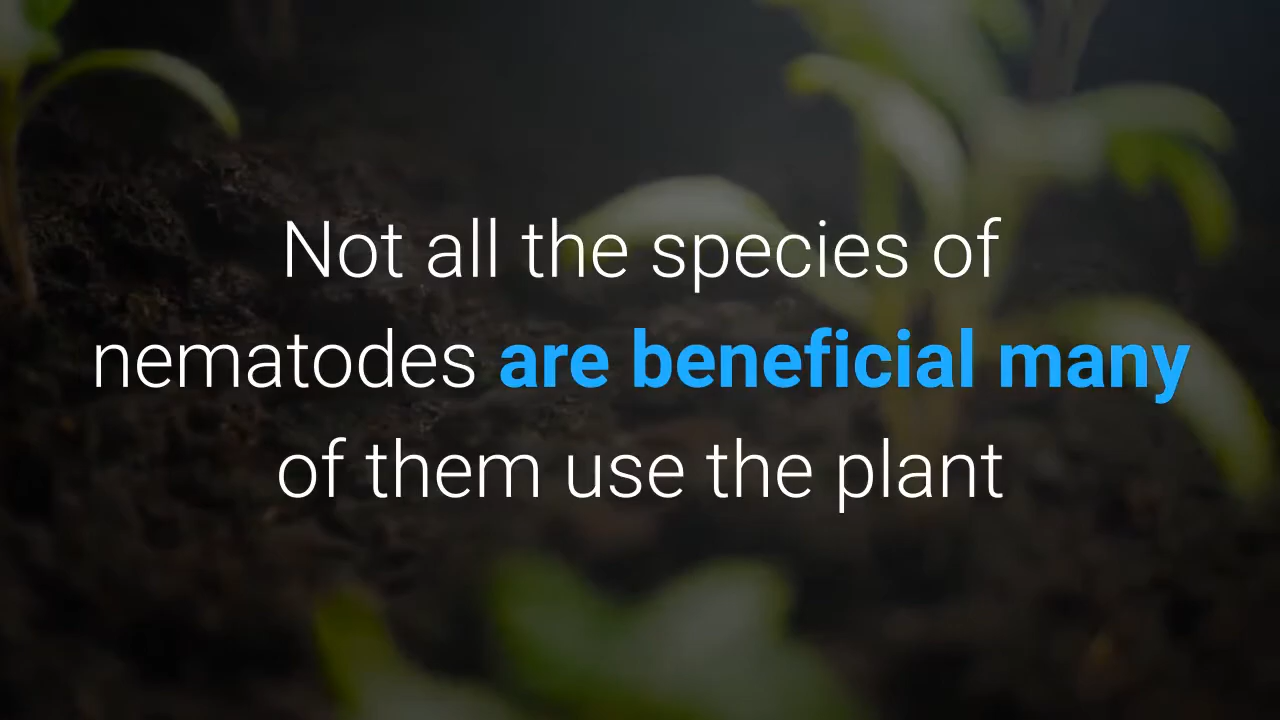 Not all the species of
nematodes are beneficial many
of them use the plant